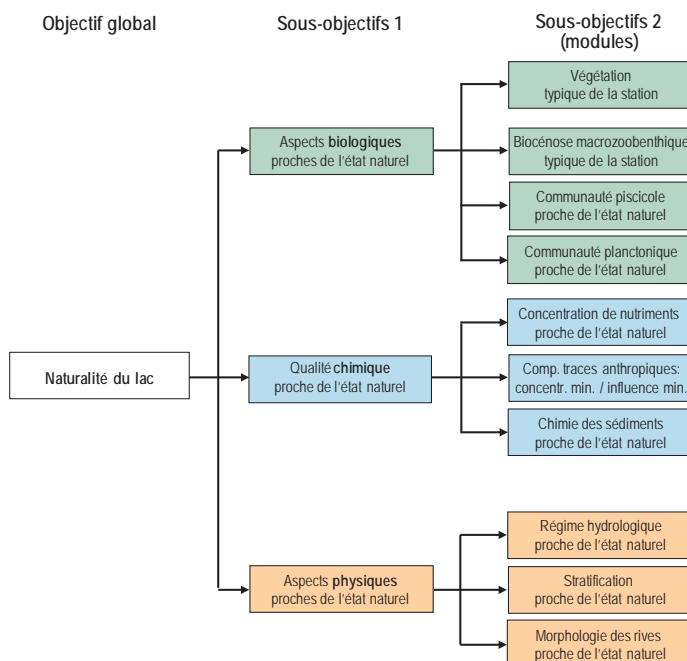 Objectif global
Sous-objectifs 1
Sous-objectifs 2
(modules)
Végétation
typique de la station
Aspects biologiques
proches de l'état naturel
Biocénose macrozoobenthique
typique de la station
Communauté piscicole
proche de l'état naturel
Communauté planctonique
proche de l'état naturel
Concentration de nutriments
proche de l'état naturel
Naturalité du lac
Qualité chimique
proche de l'état naturel
Comp. traces anthropiques:
concentr. min. / influence min.
Chimie des sédiments
proche de l'état naturel
Régime hydrologique
proche de l'état naturel
Aspects physiques
proches de l'état naturel
Stratification
proche de l'état naturel
Morphologie des rives
proche de l'état naturel